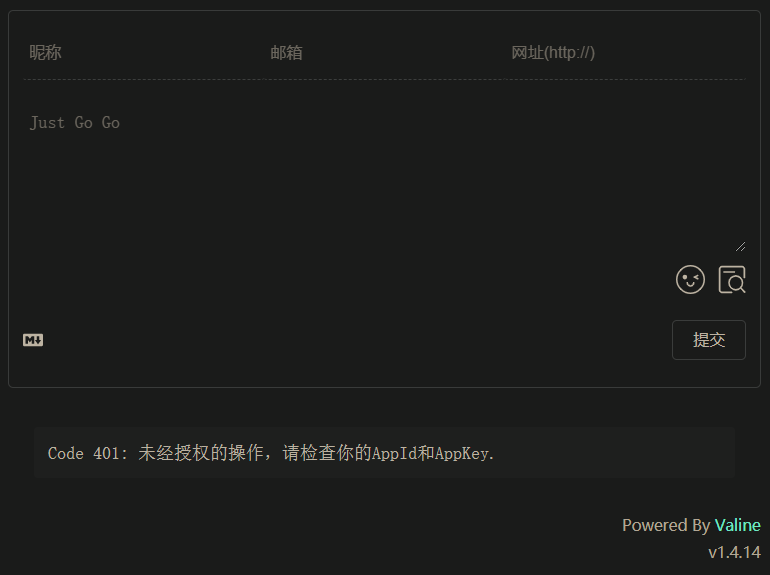 昵称 邮箱 网址(http://)
Just Go Go
M↓
提交
Code 401: 未经授权的操作，请检查你的AppId和AppKey.
Powered By Valine
v1.4.14